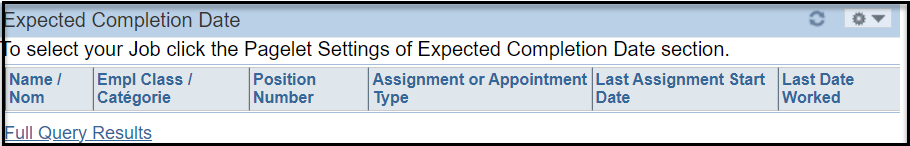 Expected Completion Date
To select your Job click the Pagelet Settings of Expected Completion Date section.
Name / Nom
Empl Class / Catégorie
Position Number
Assignment or Appointment Type
Last Assignment Start Date
Last Date Worked
Full Query Results